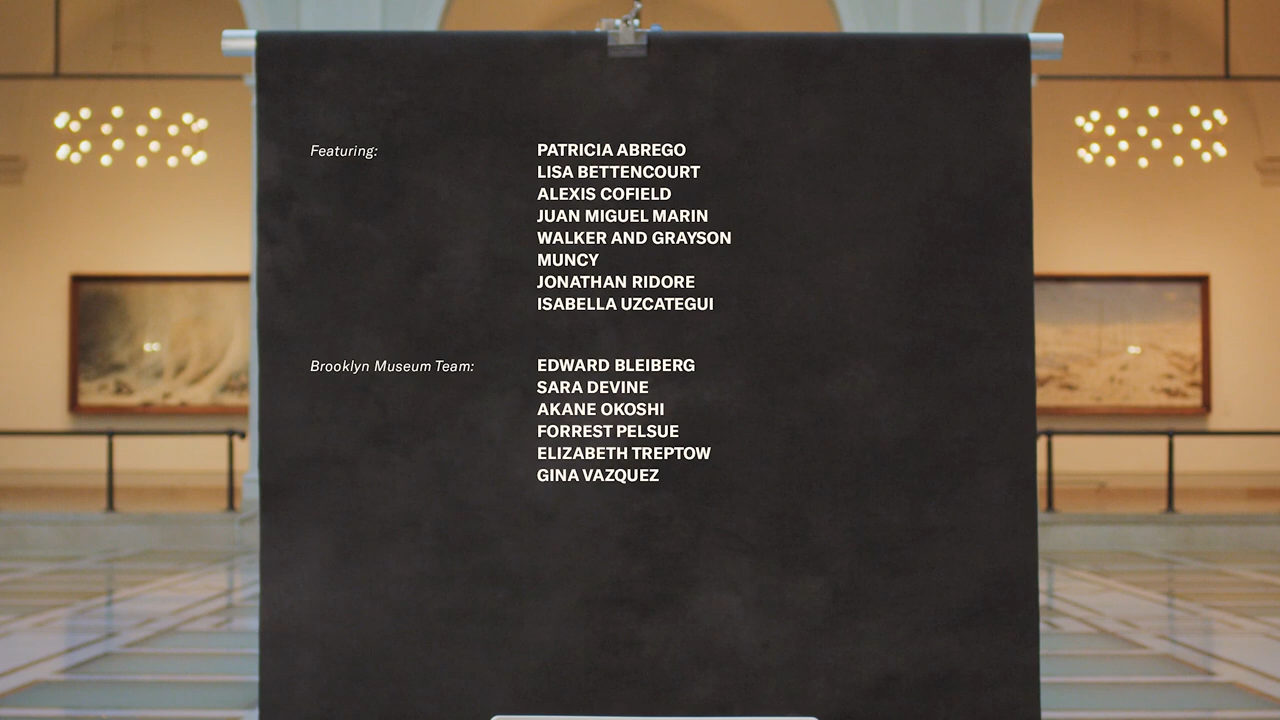 Featuring:
PATRICIA ABREGO
LISA BETTENCOURT
ALEXIS COFIELD
JUAN MIGUEL MARIN
WALKER AND GRAYSON
MUNCY
JONATHAN RIDORE
ISABELLA UZCATEGUI
Brooklyn Museum Team:
EDWARD BLEIBERG
SARA DEVINE
AKANE OKOSHI
FORREST PELSUE
ELIZABETH TREPTOW
GINA VAZQUEZ